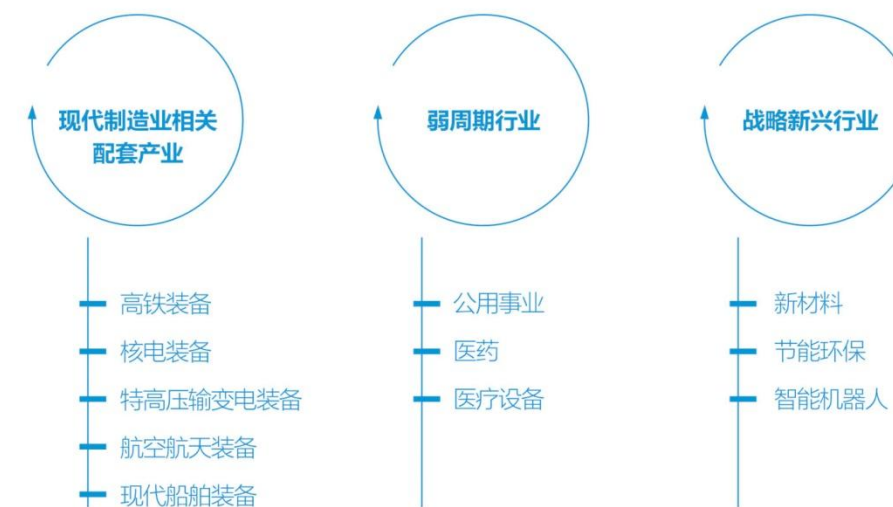 现代制造业相关
配套产业
高铁装备
核电装备
特高压输变电装备
航空航天装备
现代船舶装备
弱周期行业
公用事业
医药
医疗设备
战略新兴行业
新材料
节能环保
智能机器人